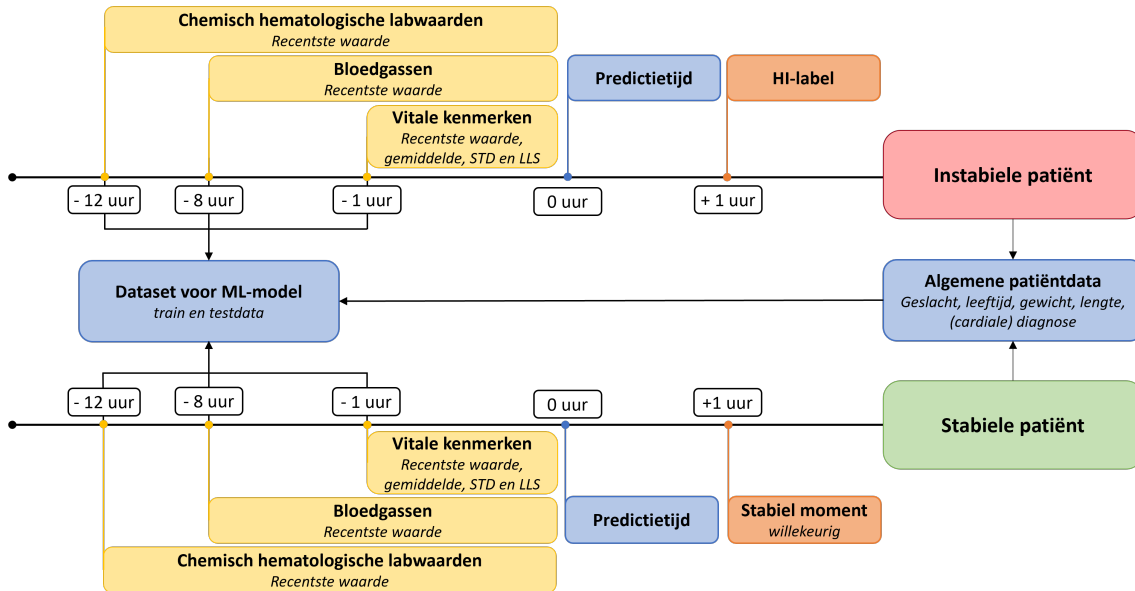 Chemisch hematologische labwaarden
Recentste waarde
Bloedgassen
Recentste waarde
Vitale kenmerken
Recentste waarde,
gemiddelde, STD en LLS
Predictietijd
HI-label
Instabiele patiënt
- 12 uur
- 8 uur
- 1 uur
0 uur
+ 1 uur
Dataset voor ML-model
train en testdata
Algemene patiëntdata
Geslacht, leeftijd, gewicht, lengte,
(cardiale) diagnose
- 12 uur
- 8 uur
- 1 uur
0 uur
+1 uur
Stabiele patiënt
Vitale kenmerken
Recentste waarde,
gemiddelde, STD en LLS
Bloedgassen
Recentste waarde
Predictietijd
Stabiel moment
willekeurig
Chemisch hematologische labwaarden
Recentste waarde